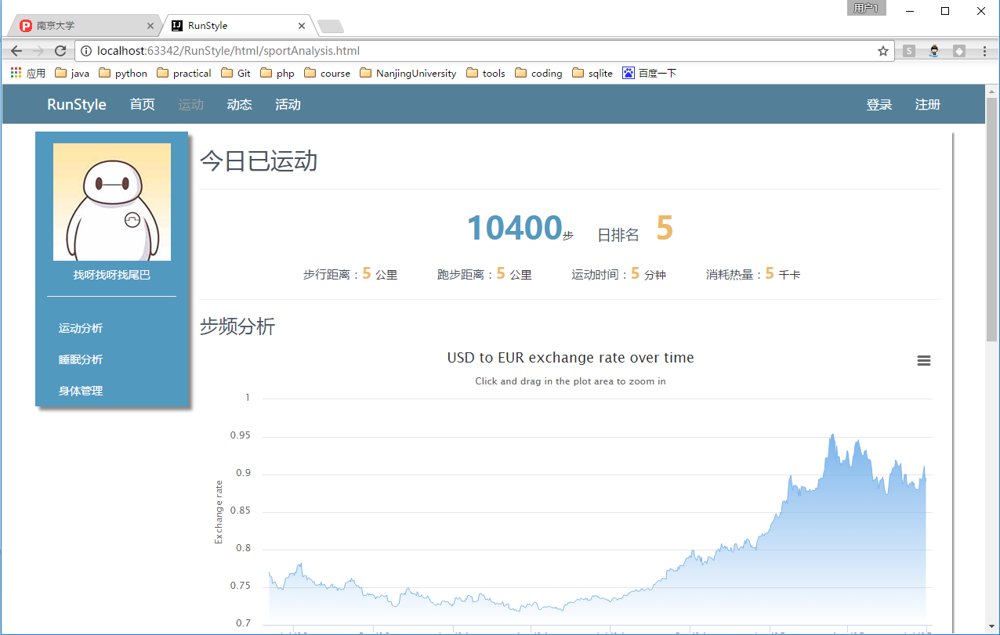 用户1
南京大学
RunStyle
localhost:63342/RunStyle/html/sportAnalysis.html
S
应用 java python practical Git php course NanjingUniversity tools coding sqlite 百度一下
RunStyle 首页 运动 动态 活动 登录 注册
找呀找呀找尾巴
运动分析
睡眠分析
身体管理
今日已运动
10400步 日排名 5
步行距离：5 公里 跑步距离：5 公里 运动时间：5 分钟 消耗热量：5 千卡
步频分析
USD to EUR exchange rate over time
Click and drag in the plot area to zoom in
Exchange rate
1
0.95
0.9
0.85
0.8
0.75
0.7